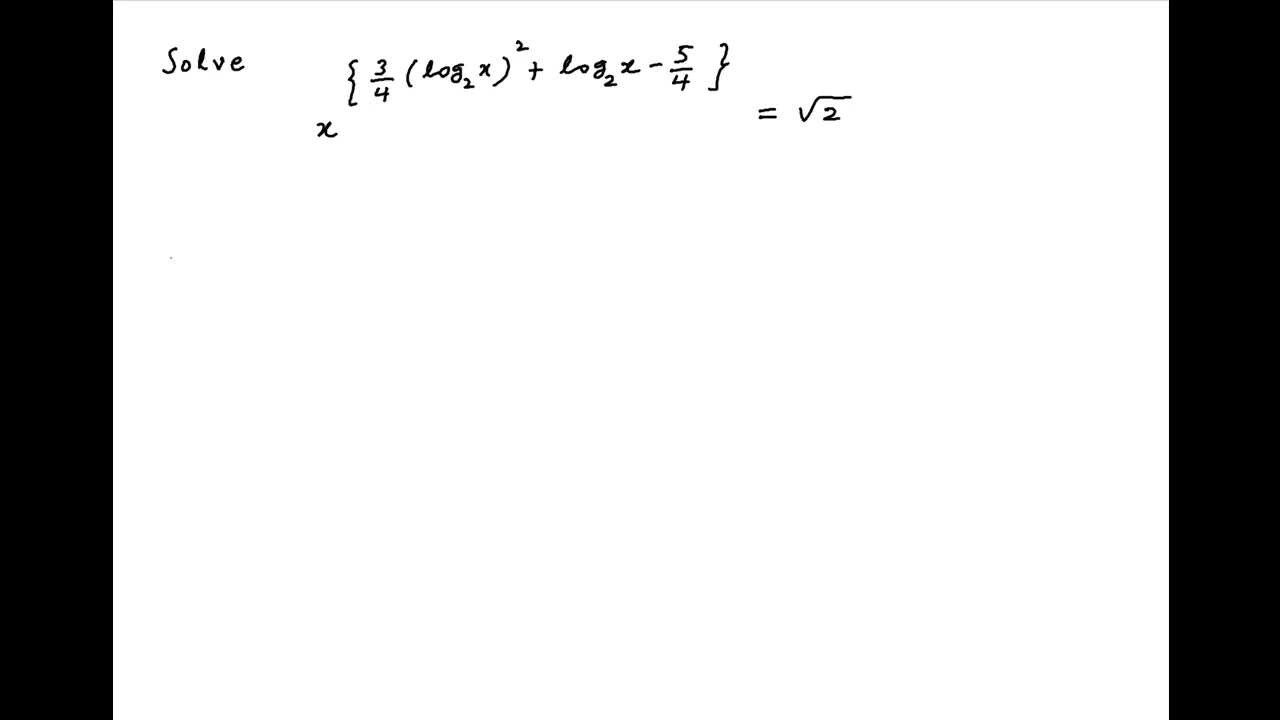 Solve x^{ 3/4 (log₂x)² + log₂x - 5/4 } = √2